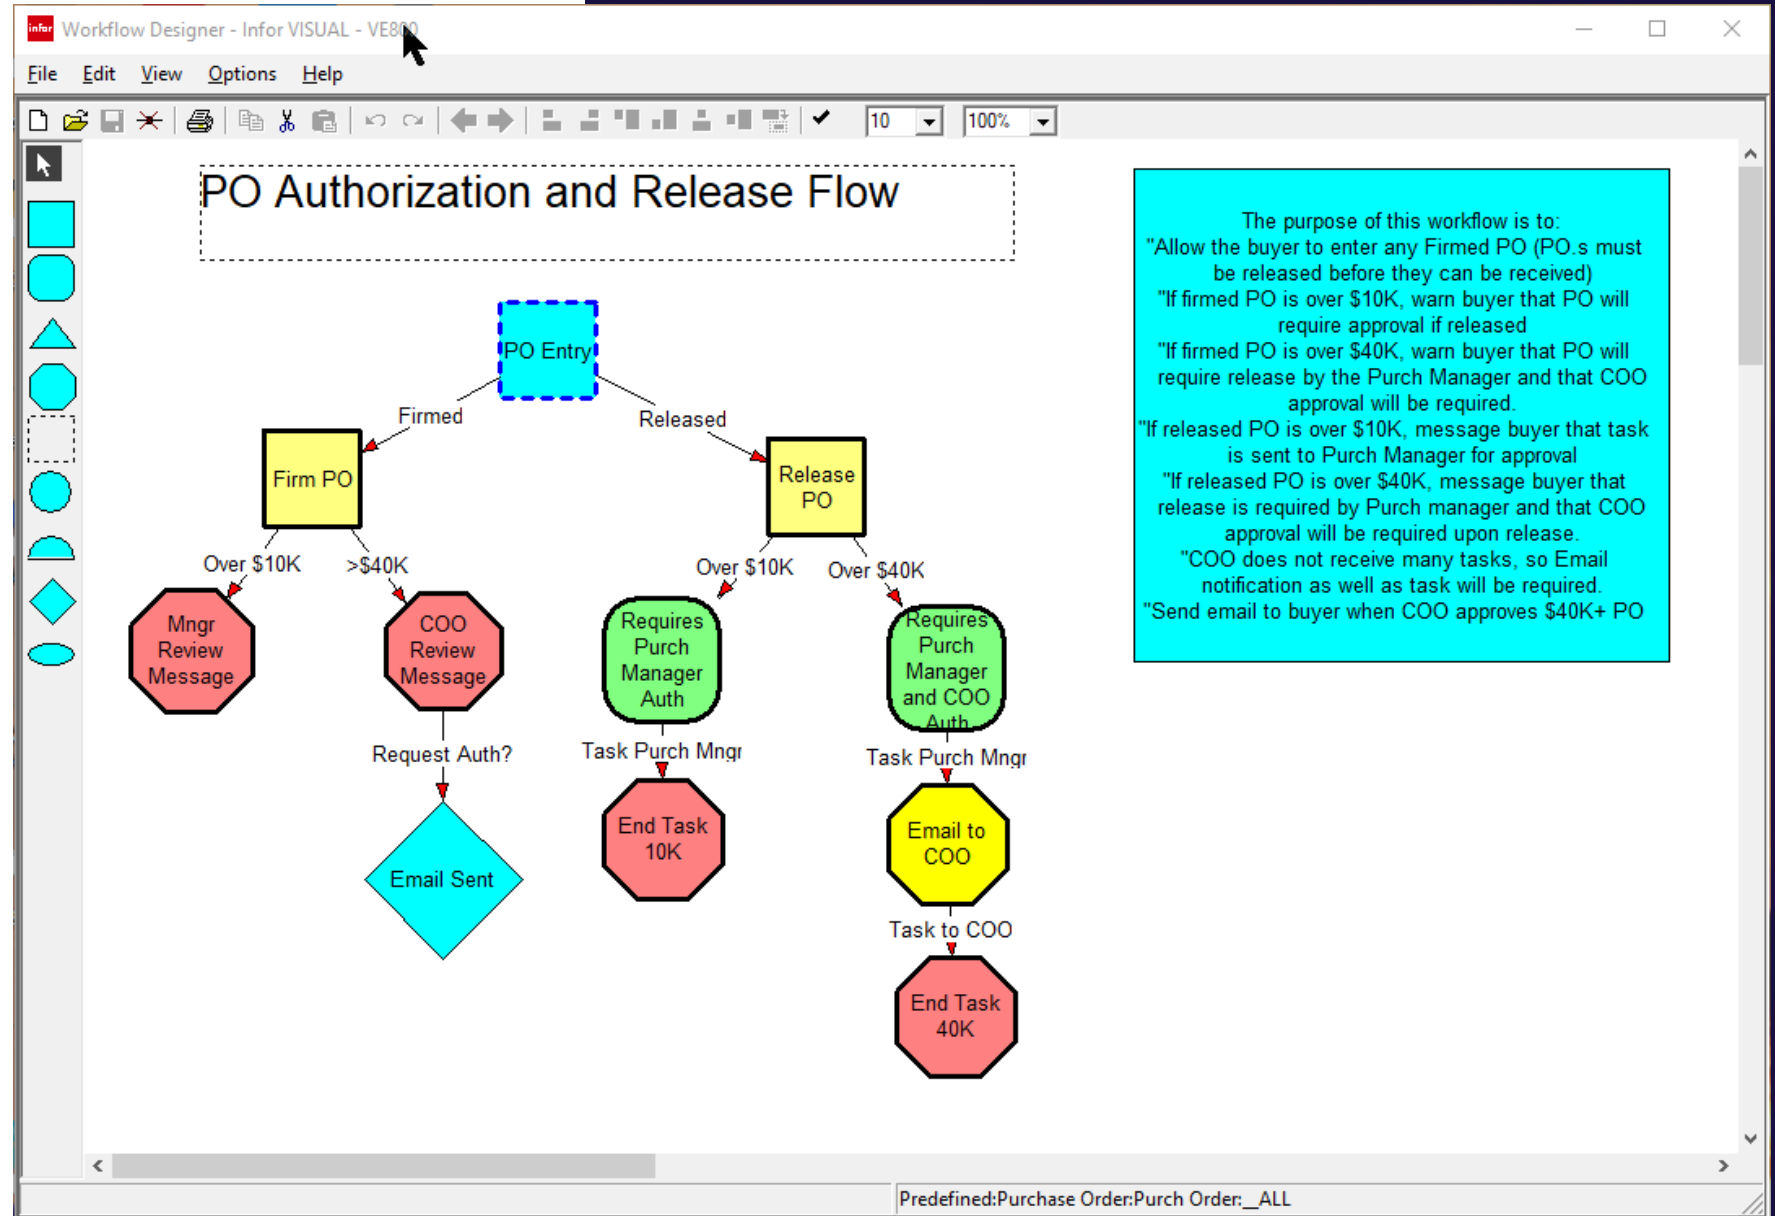 infor Workflow Designer - Infor VISUAL - VE800
File Edit View Options Help
10 100%
PO Authorization and Release Flow
The purpose of this workflow is to:
"Allow the buyer to enter any Firmed PO (PO.s must
be released before they can be received)
"If firmed PO is over $10K, warn buyer that PO will
require approval if released
"If firmed PO is over $40K, warn buyer that PO will
require release by the Purch Manager and that COO
approval will be required.
"If released PO is over $10K, message buyer that task
is sent to Purch Manager for approval
"If released PO is over $40K, message buyer that
release is required by Purch manager and that COO
approval will be required upon release.
"COO does not receive many tasks, so Email
notification as well as task will be required.
"Send email to buyer when COO approves $40K+ PO
PO Entry
Firmed
Released
Firm PO
Release
PO
Over $10K
>$40K
Over $10K
Over $40K
Mngr
Review
Message
COO
Review
Message
Requires
Purch
Manager
Auth
Requires
Purch
Manager
and COO
Auth
Request Auth?
Task Purch Mngr
Task Purch Mngr
Email Sent
End Task
10K
Email to
COO
Task to COO
End Task
40K
Predefined:Purchase Order:Purch Order:__ALL